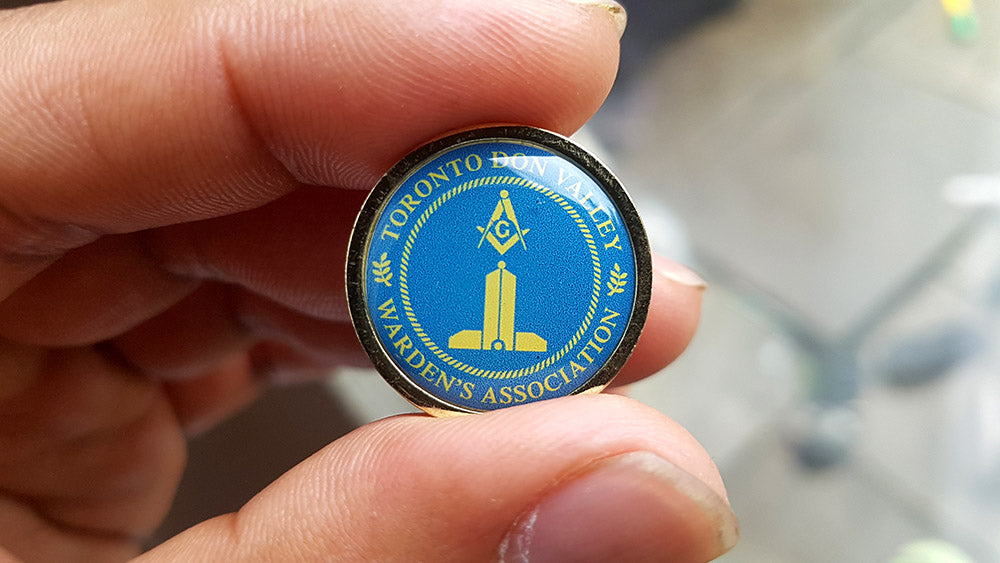 TORONTO DON VALLEY
G
WARDEN'S ASSOCIATION